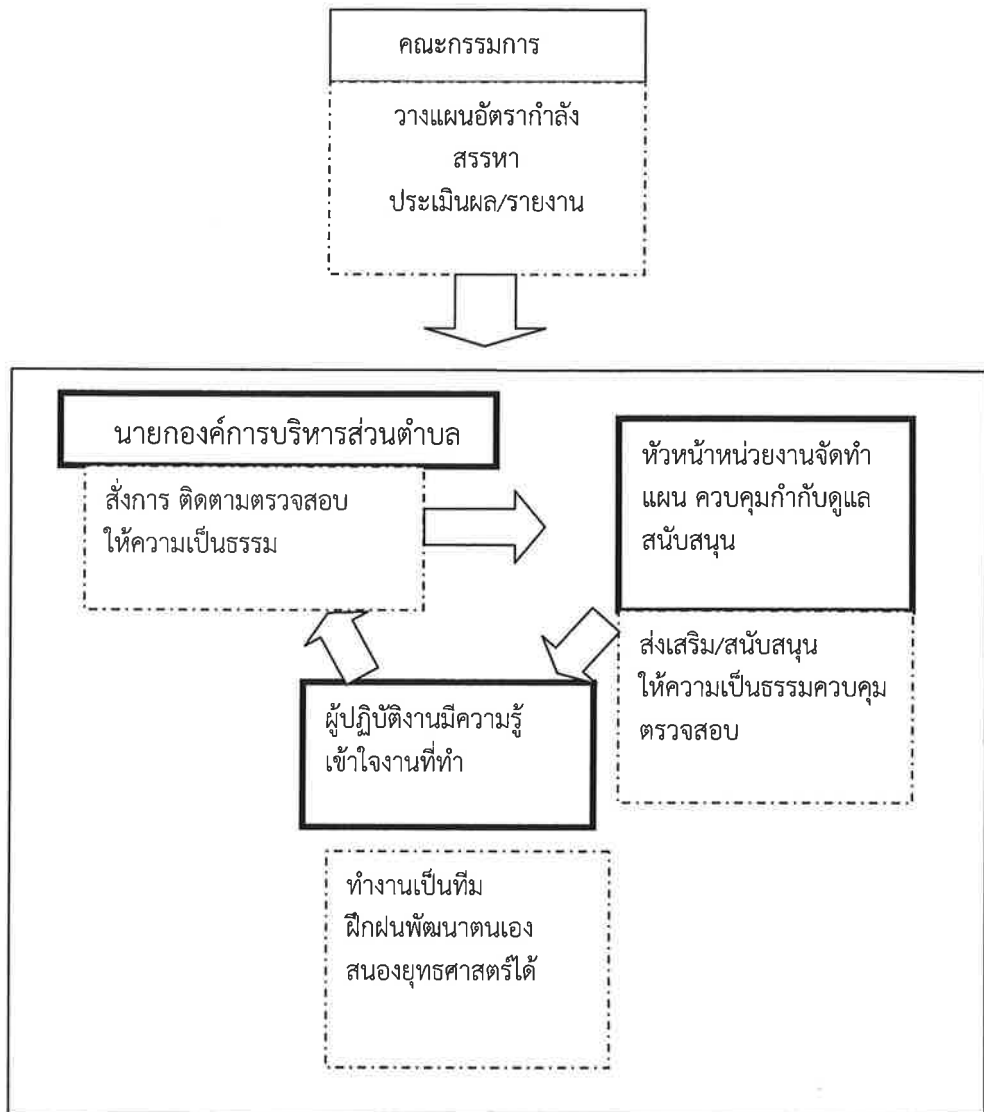 คณะกรรมการ
วางแผนอัตรากำลัง
สรรหา
ประเมินผล/รายงาน
นายกองค์การบริหารส่วนตำบล
สั่งการ ติดตามตรวจสอบ
ให้ความเป็นธรรม
หัวหน้าหน่วยงานจัดทำ
แผน ควบคุมกำกับดูแล
สนับสนุน
ส่งเสริม/สนับสนุน
ให้ความเป็นธรรมควบคุม
ตรวจสอบ
ผู้ปฏิบัติงานมีความรู้
เข้าใจงานที่ทำ
ทำงานเป็นทีม
ฝึกฝนพัฒนาตนเอง
สนองยุทธศาสตร์ได้